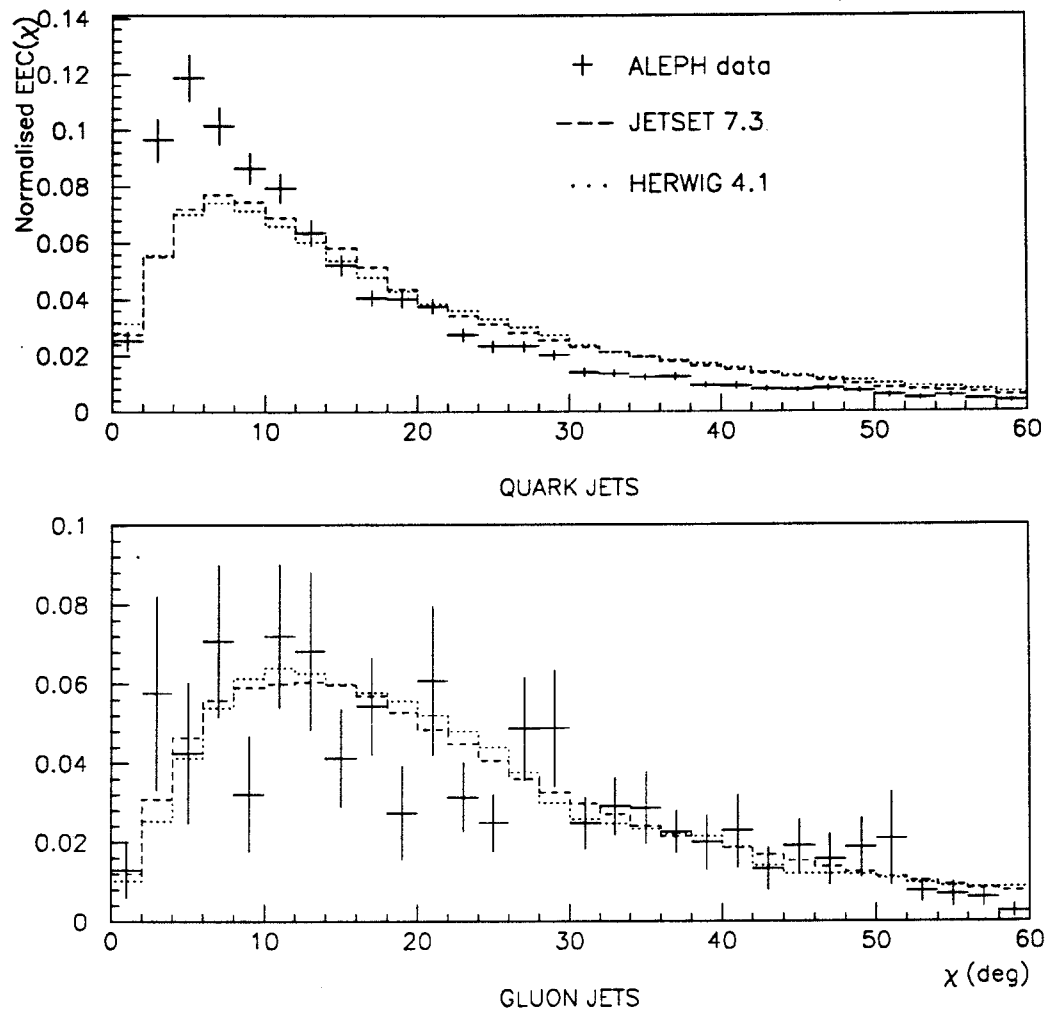 Normalised EEC(χ)
0.14
0.12
0.1
0.08
0.06
0.04
0.02
0
ALEPH data
JETSET 7.3
HERWIG 4.1
0 10 20 30 40 50 60
QUARK JETS
0.1
0.08
0.06
0.04
0.02
0
0 10 20 30 40 50 60
χ (deg)
GLUON JETS